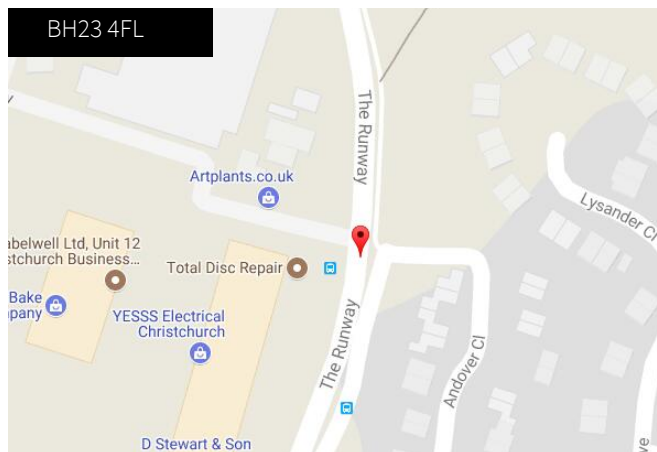 BH23 4FL
The Runway
Artplants.co.uk
Lysander Cl
abelwell Ltd, Unit 12
stchurch Business...
Total Disc Repair
Bake
pany
YESSS Electrical
Christchurch
The Runway
Andover Cl
D Stewart & Son
ve